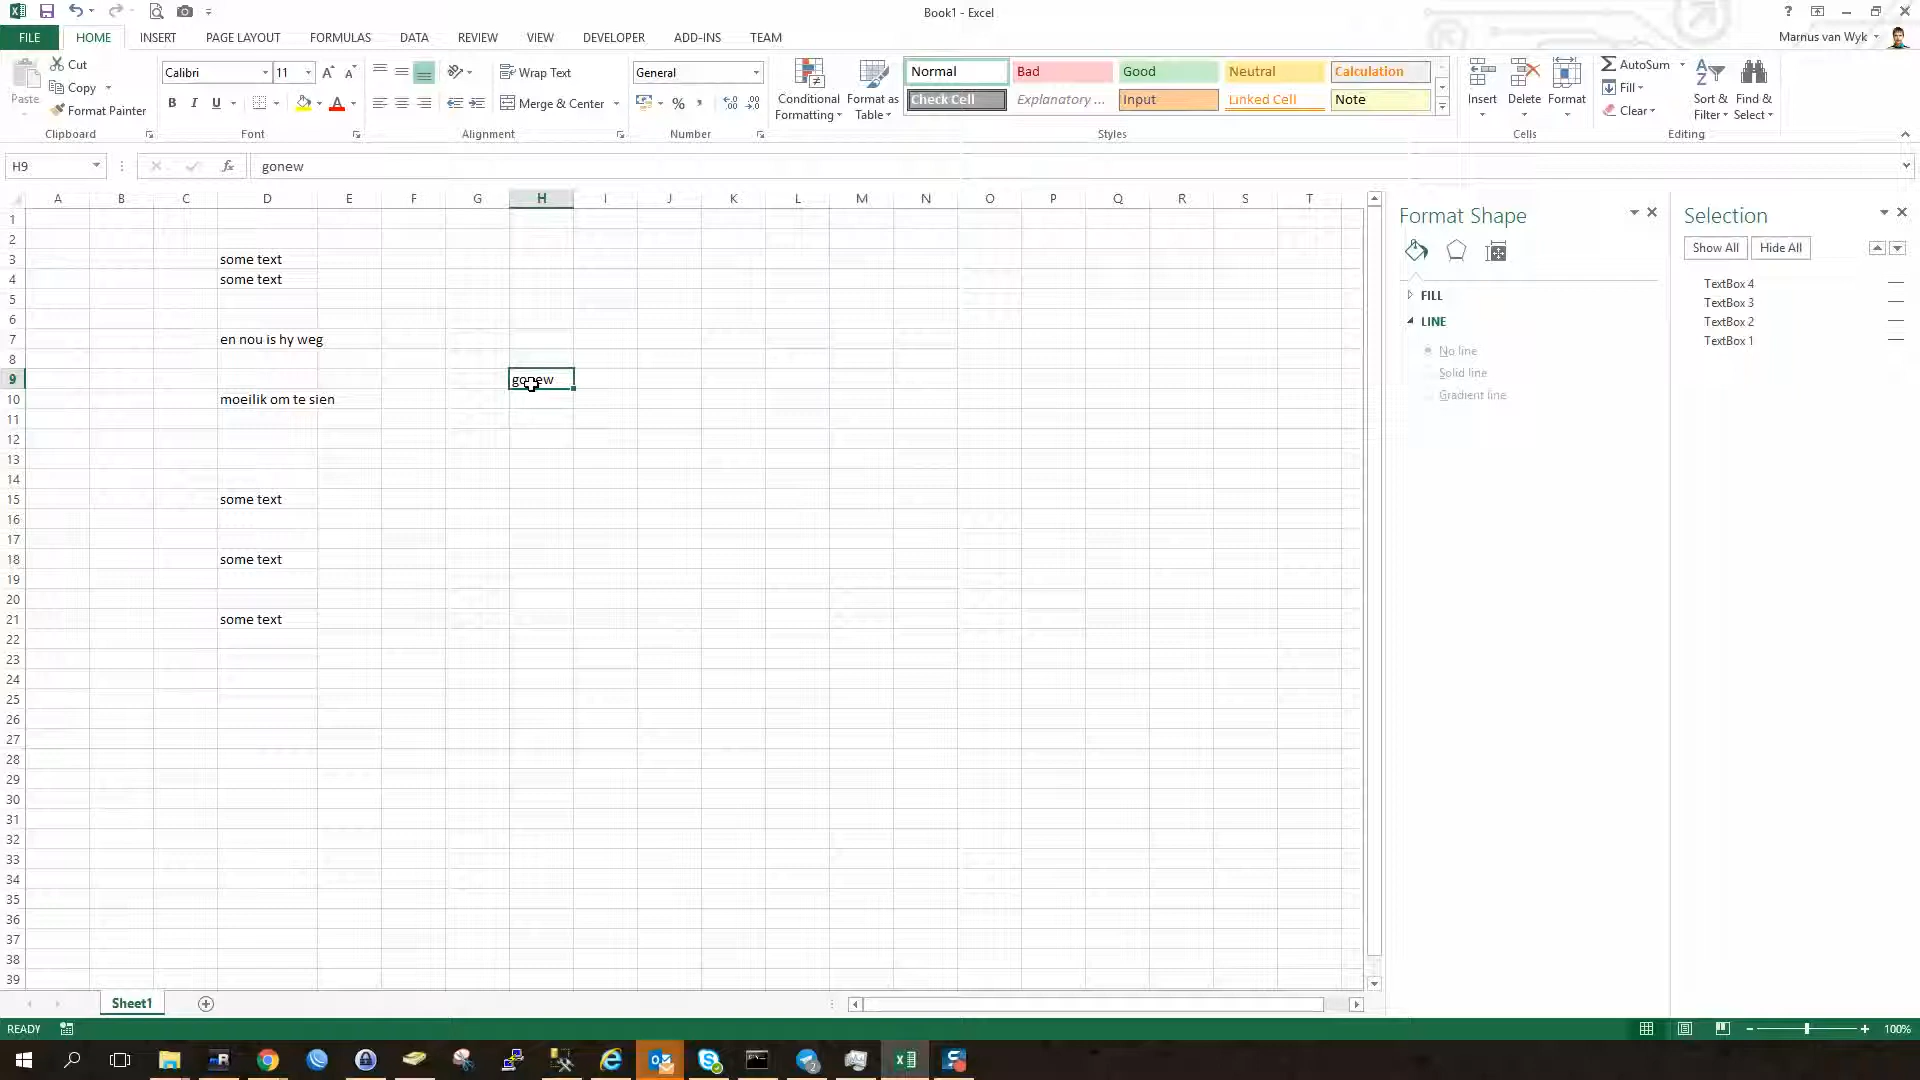 Book1 - Excel
FILE HOME INSERT PAGE LAYOUT FORMULAS DATA REVIEW VIEW DEVELOPER ADD-INS TEAM Marnus van Wyk
Paste
Cut
Copy
Format Painter
Clipboard
Calibri 11
B I U
Font
Wrap Text
Merge & Center
Alignment
General
%
Number
Conditional Formatting
Format as Table
Normal Bad Good Neutral Calculation
Check Cell Explanatory ... Input Linked Cell Note
Styles
Insert Delete Format
Cells
AutoSum
Fill
Clear
Sort & Filter
Find & Select
Editing
H9 fx gonew
A B C D E F G H I J K L M N O P Q R S T
1
2
3 some text
4 some text
5
6
7 en nou is hy weg
8
9 gonew
10 moeilik om te sien
11
12
13
14
15 some text
16
17
18 some text
19
20
21 some text
22
23
24
25
26
27
28
29
30
31
32
33
34
35
36
37
38
39
Format Shape
FILL
LINE
No line
Solid line
Gradient line
Selection
Show All Hide All
TextBox 4
TextBox 3
TextBox 2
TextBox 1
Sheet1
READY 100%